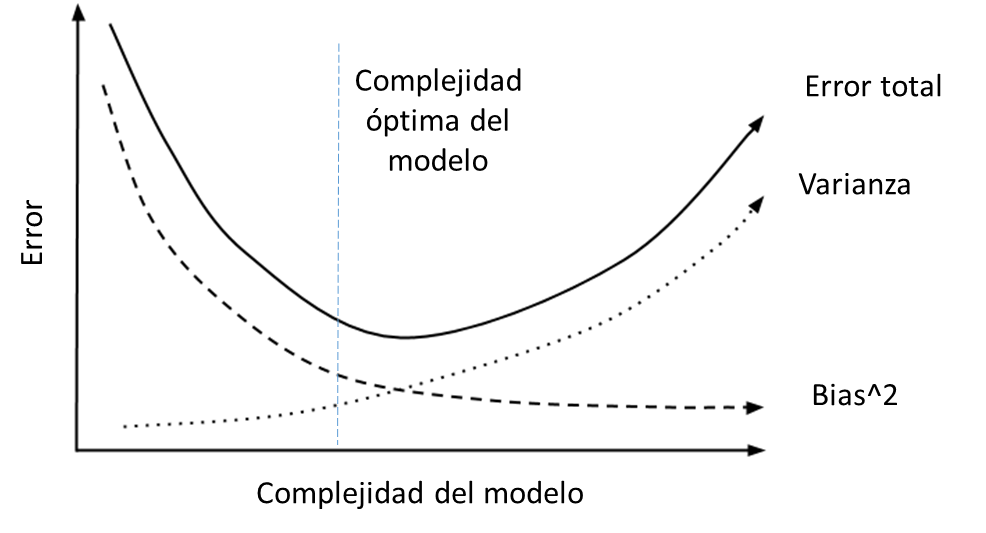 Complejidad
óptima del
modelo
Error total
Varianza
Error
Bias^2
Complejidad del modelo